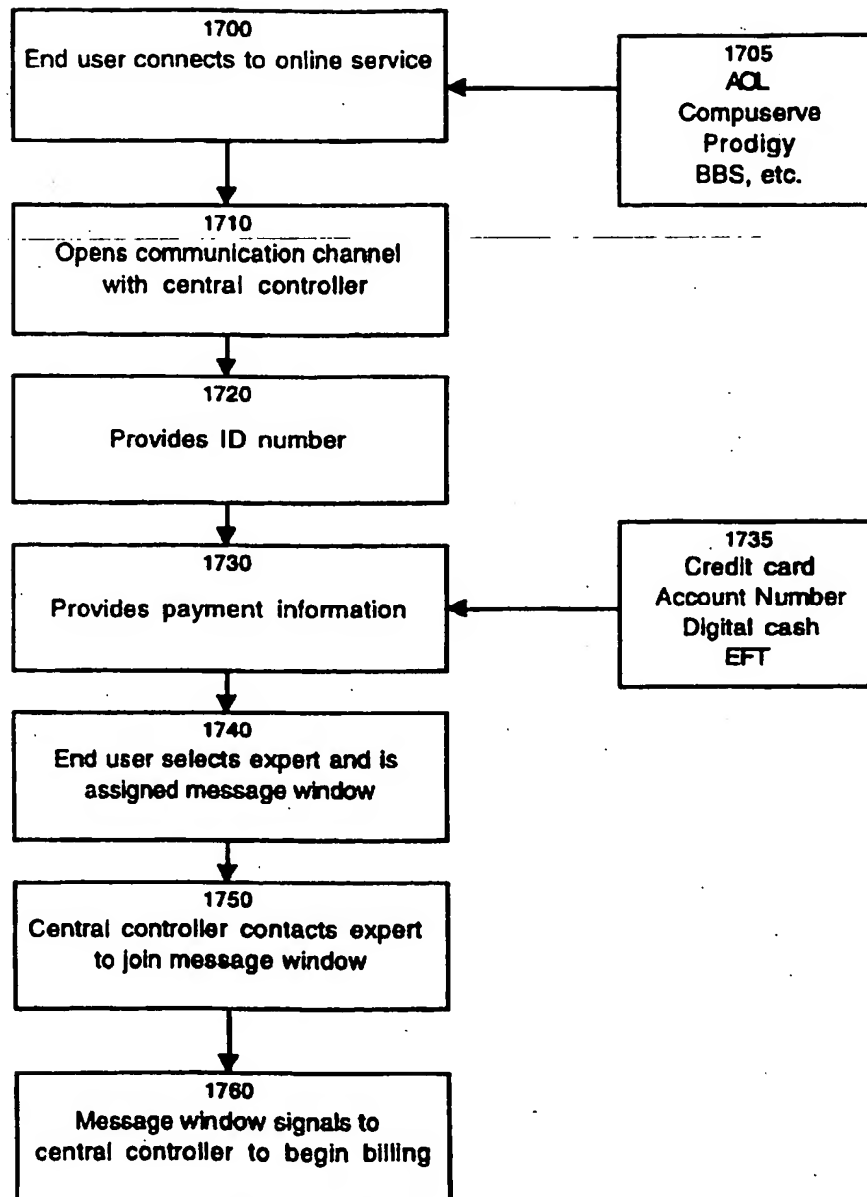 1700
End user connects to online service
1705
AOL
Compuserve
Prodigy
BBS, etc.
1710
Opens communication channel
with central controller
1720
Provides ID number
1730
Provides payment information
1735
Credit card
Account Number
Digital cash
EFT
1740
End user selects expert and is
assigned message window
1750
Central controller contacts expert
to join message window
1760
Message window signals to
central controller to begin billing